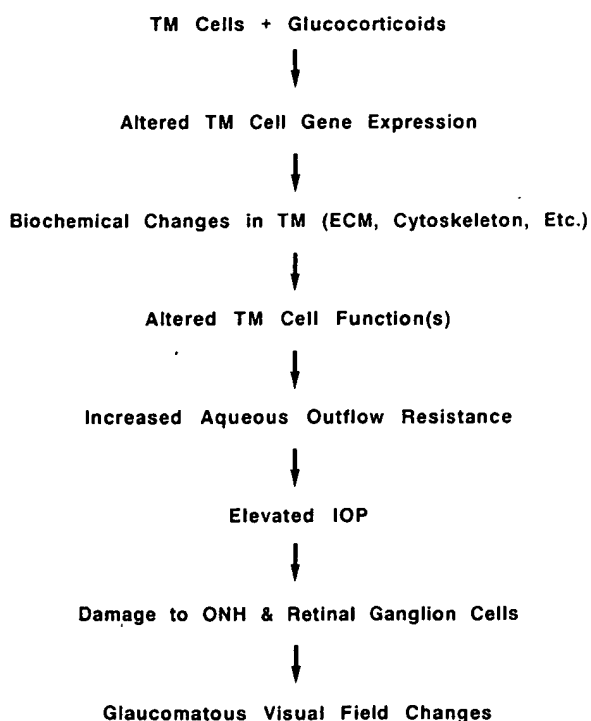 TM Cells + Glucocorticoids
Altered TM Cell Gene Expression
Biochemical Changes in TM (ECM, Cytoskeleton, Etc.)
Altered TM Cell Function(s)
Increased Aqueous Outflow Resistance
Elevated IOP
Damage to ONH & Retinal Ganglion Cells
Glaucomatous Visual Field Changes